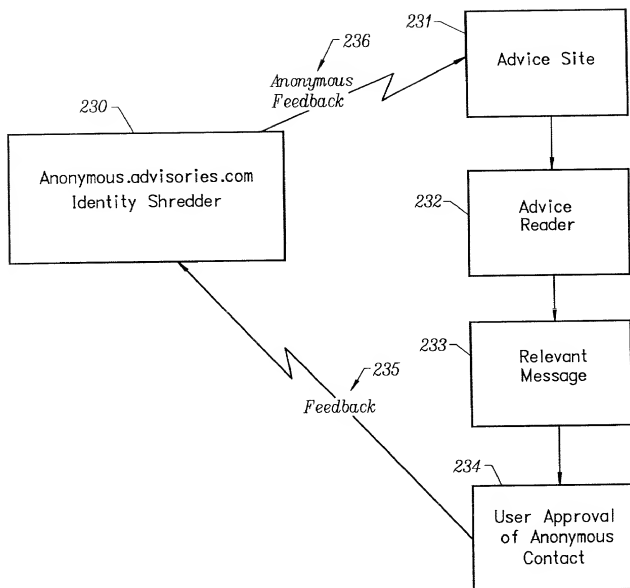 236
Anonymous
Feedback
231
Advice Site
230
Anonymous.advisories.com
Identity Shredder
232
Advice
Reader
233
Relevant
Message
235
Feedback
234
User Approval
of Anonymous
Contact